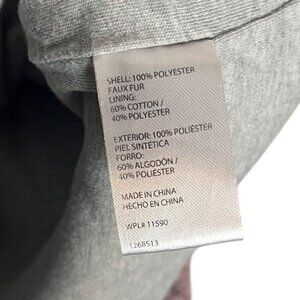 SHELL: 100% POLYESTER
FAUX FUR
LINING:
60% COTTON /
40% POLYESTER
EXTERIOR: 100% POLIÉSTER
PIEL SINTÉTICA
FORRO:
60% ALGODÓN /
40% POLIÉSTER
MADE IN CHINA
HECHO EN CHINA
WPL# 11590
1268513